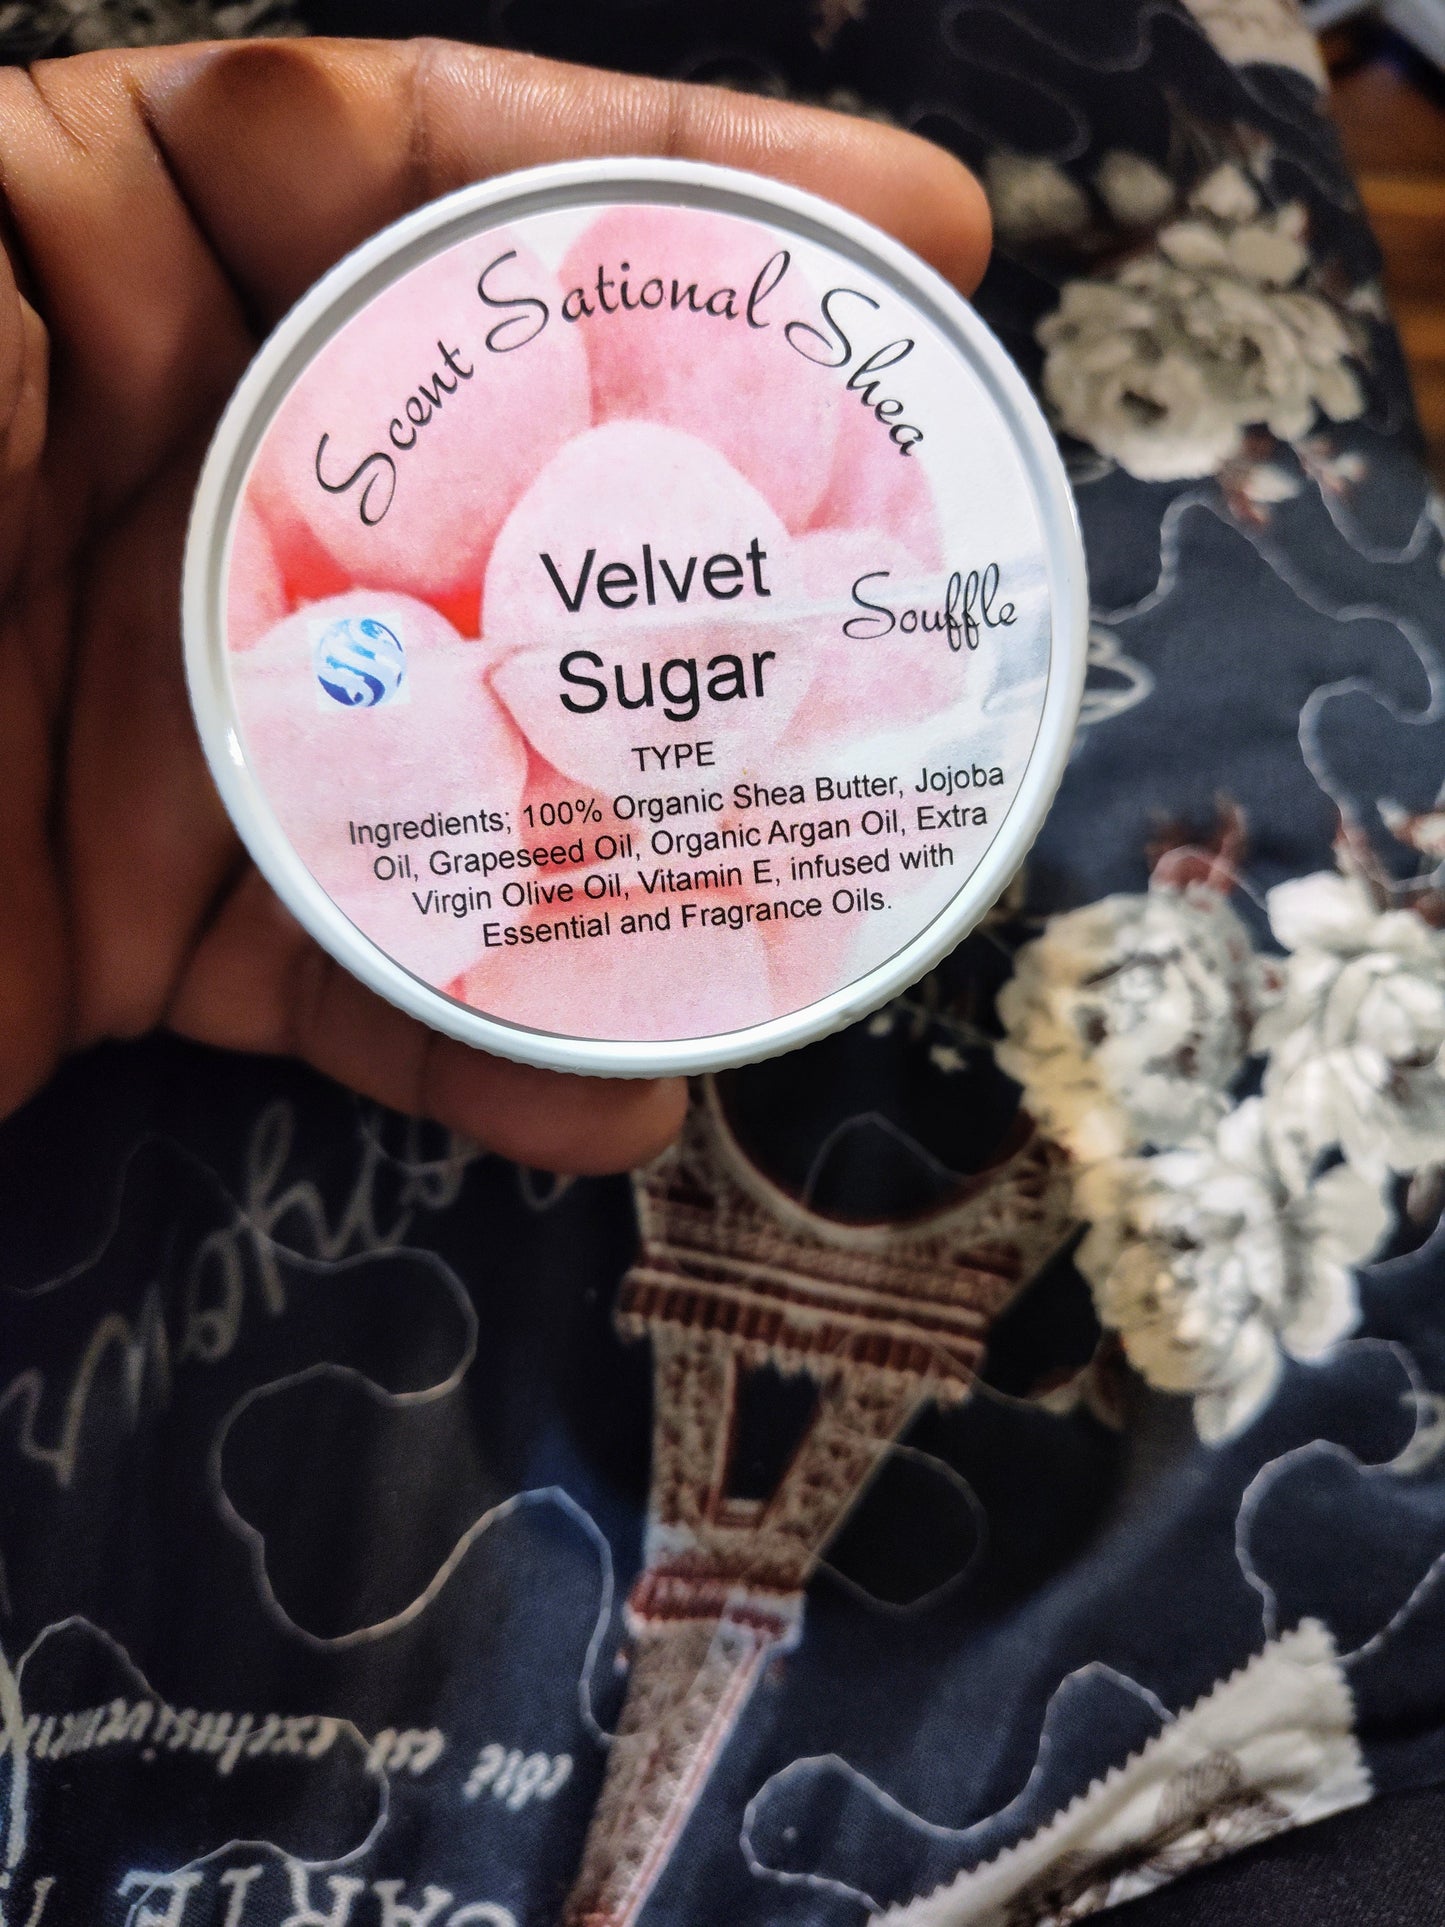 Scent Sational Shea
Velvet
Sugar
Souffle
TYPE
Ingredients; 100% Organic Shea Butter, Jojoba
Oil, Grapeseed Oil, Organic Argan Oil, Extra
Virgin Olive Oil, Vitamin E, infused with
Essential and Fragrance Oils.